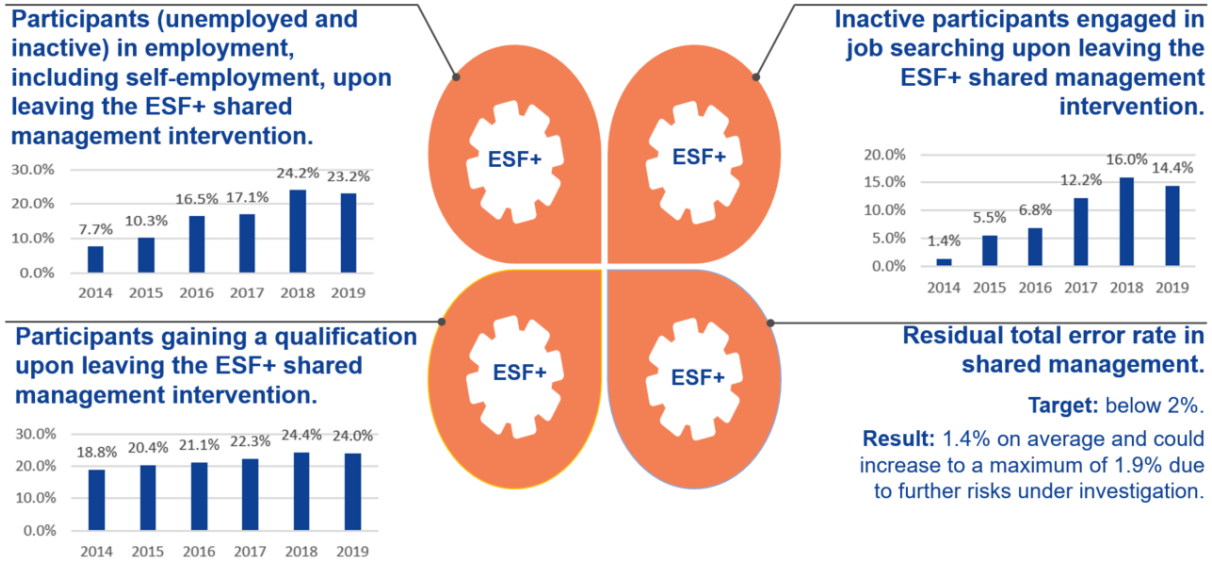 Participants (unemployed and
inactive) in employment,
including self-employment, upon
leaving the ESF+ shared
management intervention.
30.0%
20.0%
10.0%
0.0%
7.7%
10.3%
16.5%
17.1%
24.2%
23.2%
2014 2015 2016 2017 2018 2019
ESF+
ESF+
Inactive participants engaged in
job searching upon leaving the
ESF+ shared management
intervention.
20.0%
15.0%
10.0%
5.0%
0.0%
1.4%
5.5%
6.8%
12.2%
16.0%
14.4%
2014 2015 2016 2017 2018 2019
Participants gaining a qualification
upon leaving the ESF+ shared
management intervention.
30.0%
20.0%
10.0%
0.0%
18.8%
20.4%
21.1%
22.3%
24.4%
24.0%
2014 2015 2016 2017 2018 2019
ESF+
ESF+
Residual total error rate in
shared management.
Target: below 2%.
Result: 1.4% on average and could
increase to a maximum of 1.9% due
to further risks under investigation.